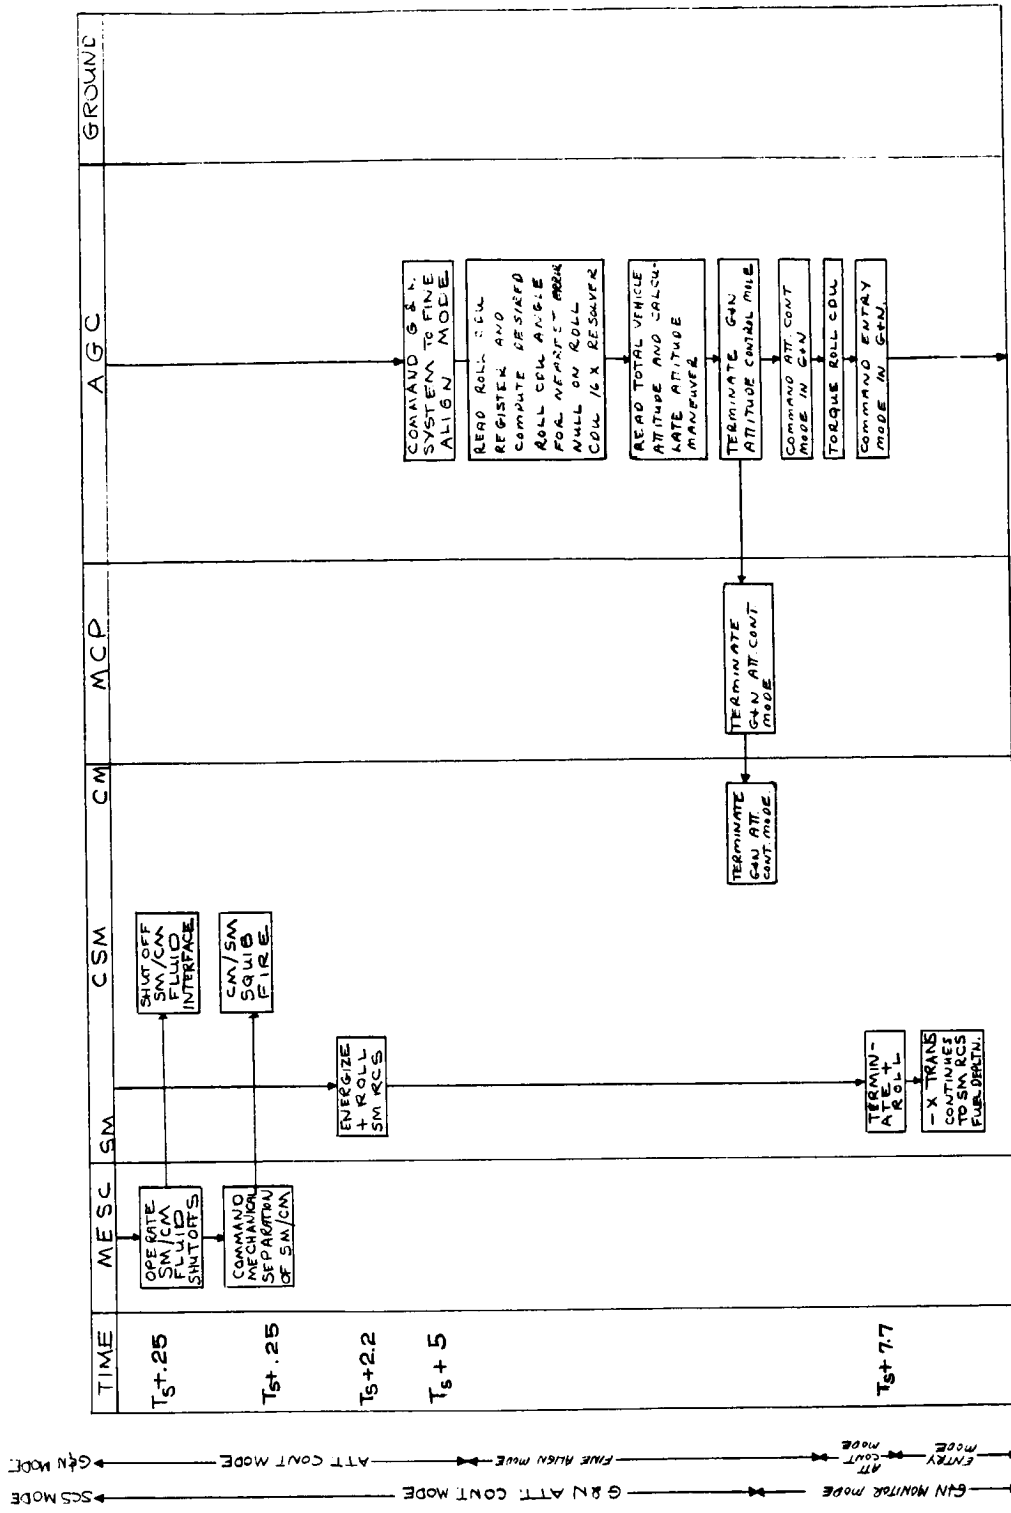 TIME
MESC
SM
CSM
CM
MCP
AGC
GROUND
Ts+.25
OPERATE
SM/CM
FLUID
SHUTOFFS
SHUT OFF
SM/CM
FLUID
INTERFACE
Ts+.25
COMMAND
MECHANICAL
SEPARATION
OF SM/CM
CM/SM
SQUIB
FIRE
Ts+2.2
ENERGIZE
+ ROLL
SM RCS
Ts+5
COMMAND G & N
SYSTEM TO FINE
ALIGN MODE
READ ROLL CDU
REGISTER AND
COMPUTE DESIRED
ROLL CDU ANGLE
FOR NEAREST ERROR
NULL ON ROLL
CDU 16 X RESOLVER
READ TOTAL VEHICLE
ATTITUDE AND CALCU-
LATE ATTITUDE
MANEUVER
TERMINATE G&N
ATTITUDE CONTROL MODE
TERMINATE
G&N ATT. CONT
MODE
TERMINATE
G&N ATT.
CONT. MODE.
COMMAND ATT. CONT
MODE IN G&N
TORQUE ROLL CDU
COMMAND ENTRY
MODE IN G&N.
Ts+7.7
TERMIN-
ATE +
ROLL
- X TRANS
CONTINUES
TO SM RCS
FUEL DEPLTN.
G&N MODE
ATT. CONT MODE
FINE ALIGN MODE
ATT
CONT
MODE
ENTRY
MODE
SCS MODE
G&N ATT. CONT. MODE
G&N MONITOR MODE